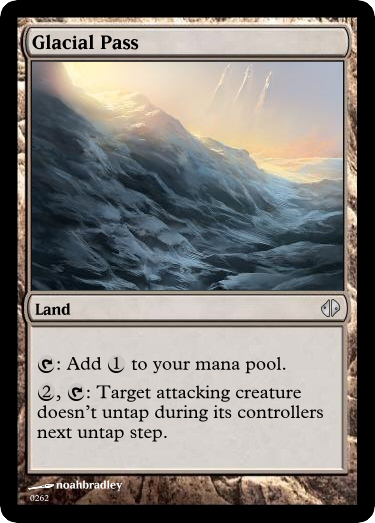 Glacial Pass
Land
: Add 1 to your mana pool.
2, : Target attacking creature
doesn't untap during its controllers
next untap step.
noahbradley
0262